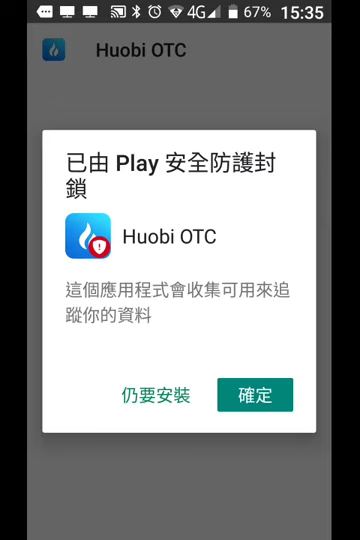 4G 67% 15:35
Huobi OTC
已由 Play 安全防護封
鎖
Huobi OTC
這個應用程式會收集可用來追
蹤你的資料
仍要安裝 確定